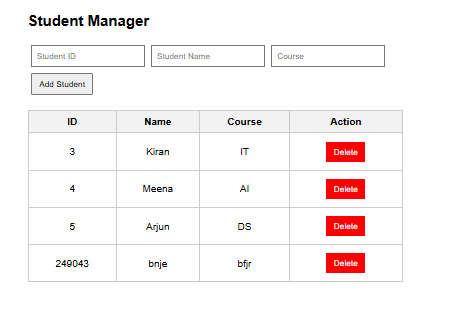 Student Manager
Student ID Student Name Course
Add Student
ID Name Course Action
3 Kiran IT Delete
4 Meena AI Delete
5 Arjun DS Delete
249043 bnje bfjr Delete